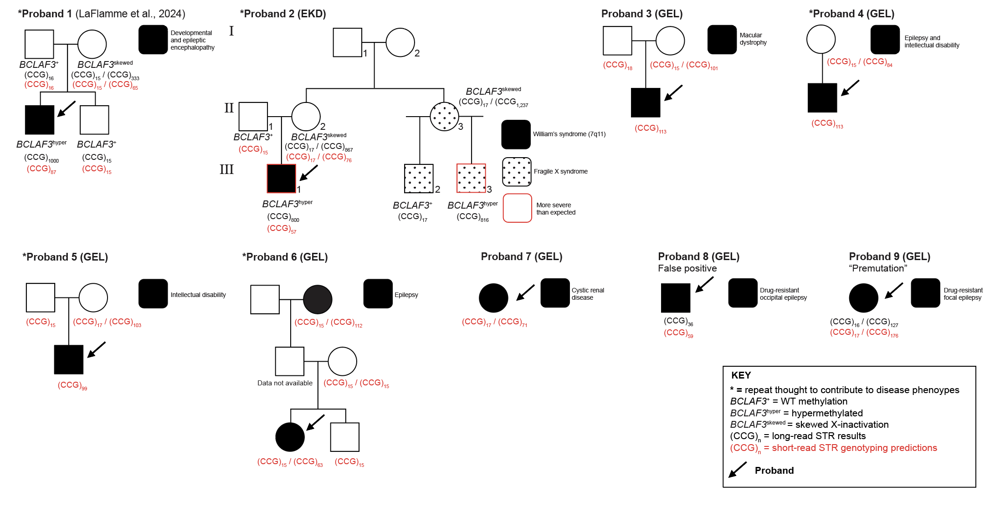 *Proband 1 (LaFlamme et al., 2024)
Developmental
and epileptic
encephalopathy
BCLAF3+
(CCG)16
(CCG)16
BCLAF3skewed
(CCG)15 / (CCG)333
(CCG)15 / (CCG)65
BCLAF3hyper
(CCG)1000
(CCG)87
BCLAF3+
(CCG)15
(CCG)15
*Proband 2 (EKD)
I
1
2
II
1
BCLAF3+
(CCG)15
2
BCLAF3skewed
(CCG)17 / (CCG)867
(CCG)17 / (CCG)76
BCLAF3skewed
(CCG)17 / (CCG1,237
3
III
1
BCLAF3hyper
(CCG)800
(CCG)57
2
BCLAF3+
(CCG)17
3
BCLAF3hyper
(CCG)816
William's syndrome (7q11)
Fragile X syndrome
More severe
than expected
Proband 3 (GEL)
Macular
dystrophy
(CCG)18
(CCG)15 / (CCG)101
(CCG)113
*Proband 4 (GEL)
Epilepsy and
intellectual disability
(CCG)15 / (CCG)84
(CCG)113
*Proband 5 (GEL)
Intellectual disability
(CCG)15
(CCG)17 / (CCG)103
(CCG)99
*Proband 6 (GEL)
Epilepsy
(CCG)15 / (CCG)112
Data not available
(CCG)15 / (CCG)15
(CCG)15 / (CCG)63
(CCG)15
Proband 7 (GEL)
Cystic renal
disease
(CCG)17 / (CCG)71
Proband 8 (GEL)
False positive
Drug-resistant
occipital epilepsy
(CCG)36
(CCG)59
Proband 9 (GEL)
“Premutation”
Drug-resistant
focal epilepsy
(CCG)16 / (CCG)127
(CCG)17 / (CCG)176
KEY
* = repeat thought to contribute to disease phenoypes
BCLAF3+ = WT methylation
BCLAF3hyper = hypermethylated
BCLAF3skewed = skewed X-inactivation
(CCG)n = long-read STR results
(CCG)n = short-read STR genotyping predictions
Proband